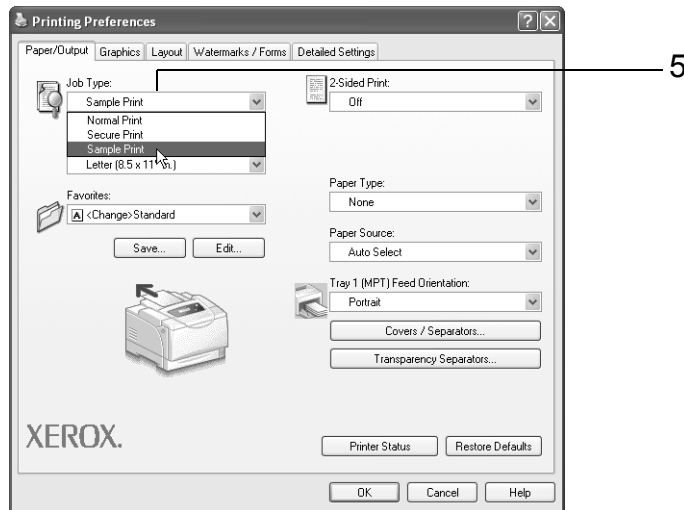 Printing Preferences
Paper/Output Graphics Layout Watermarks / Forms Detailed Settings
5
Job Type:
Sample Print
Normal Print
Secure Print
Sample Print
Letter (8.5 x 11 in.)
Favorites:
A <Change>Standard
Save... Edit...
2-Sided Print:
Off
Paper Type:
None
Paper Source:
Auto Select
Tray 1 (MPT) Feed Orientation:
Portrait
Covers / Separators...
Transparency Separators...
XEROX.
Printer Status Restore Defaults
OK Cancel Help